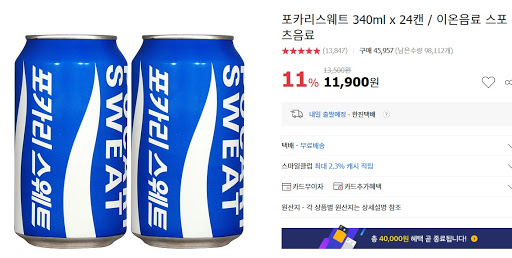 포카리스웨트
SWEAT
포카리스웨트
SWEAT
포카리스웨트 340ml x 24캔 / 이온음료 스포
츠음료
★★★★★ (13,847) 구매 45,957 (남은수량 98,112개)
13,500원
11% 11,900원
내일 출발예정 - 한진택배 ?
택배 - 무료배송
스마일클럽 최대 2.3% 캐시 적립
카드무이자 카드추가혜택
원산지 - 각 상품별 원산지는 상세설명 참조
총 40,000원 혜택 곧 종료됩니다!